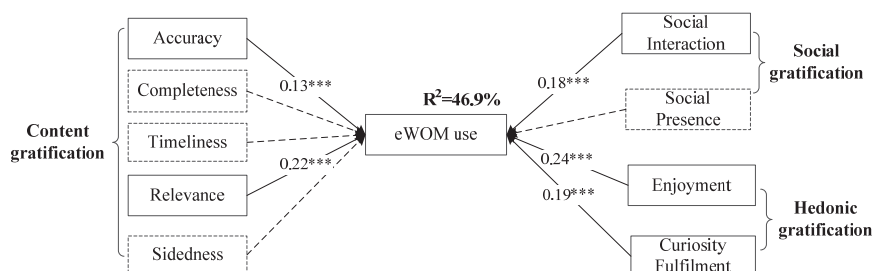 Content
gratification
Accuracy
Completeness
Timeliness
Relevance
Sidedness
0.13***
0.22***
R²=46.9%
eWOM use
0.18***
0.24***
0.19***
Social
Interaction
Social
Presence
Enjoyment
Curiosity
Fulfilment
Social
gratification
Hedonic
gratification